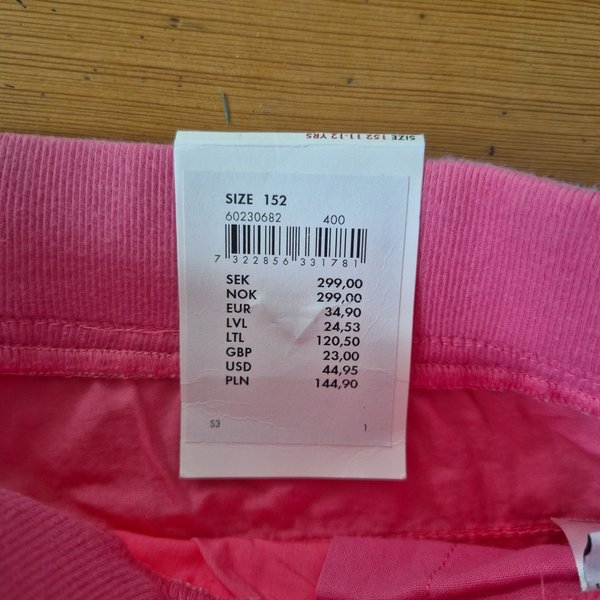 SIZE 152 11-12 YRS
SIZE 152
60230682 400
7 322856 331781
SEK 299,00
NOK 299,00
EUR 34,90
LVL 24,53
LTL 120,50
GBP 23,00
USD 44,95
PLN 144,90
53 1